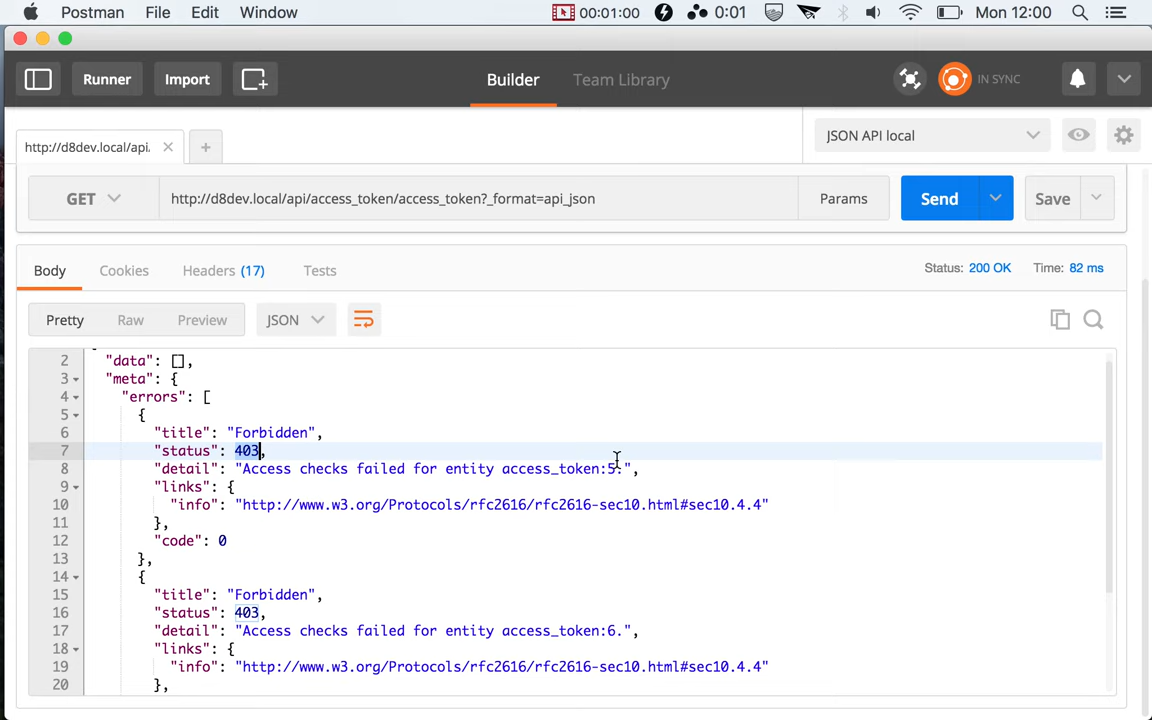 Postman File Edit Window 00:01:00 0:01 Mon 12:00
Runner Import Builder Team Library IN SYNC
http://d8dev.local/api. JSON API local
GET http://d8dev.local/api/access_token/access_token?_format=api_json Params Send Save
Body Cookies Headers (17) Tests Status: 200 OK Time: 82 ms
Pretty Raw Preview JSON
2 "data": [],
3 "meta": {
4 "errors": [
5 {
6 "title": "Forbidden",
7 "status": 403,
8 "detail": "Access checks failed for entity access_token:5.",
9 "links": {
10 "info": "http://www.w3.org/Protocols/rfc2616/rfc2616-sec10.html#sec10.4.4"
11 },
12 "code": 0
13 },
14 {
15 "title": "Forbidden",
16 "status": 403,
17 "detail": "Access checks failed for entity access_token:6.",
18 "links": {
19 "info": "http://www.w3.org/Protocols/rfc2616/rfc2616-sec10.html#sec10.4.4"
20 },